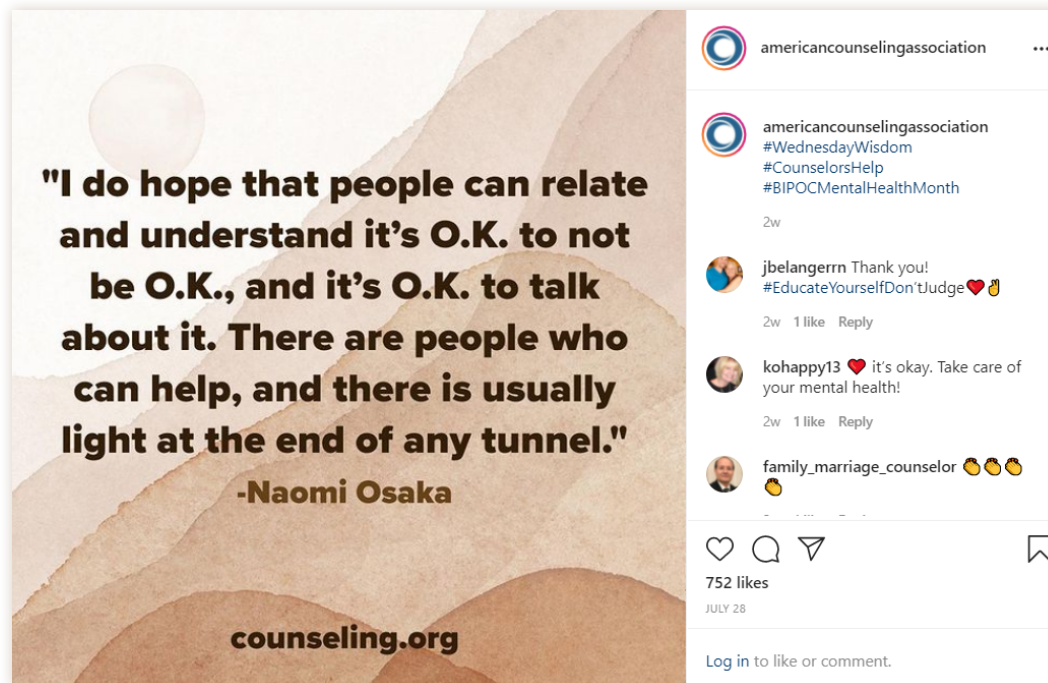 "I do hope that people can relate
and understand it's O.K. to not
be O.K., and it's O.K. to talk
about it. There are people who
can help, and there is usually
light at the end of any tunnel."
-Naomi Osaka
counseling.org
americancounselingassociation
americancounselingassociation
#WednesdayWisdom
#CounselorsHelp
#BIPOCMentalHealthMonth
2w
jbelangerrn Thank you!
#EducateYourselfDon'tJudge❤️✌️
2w 1 like Reply
kohappy13 ❤️ it's okay. Take care of
your mental health!
2w 1 like Reply
family_marriage_counselor 👏👏👏
👏
752 likes
JULY 28
Log in to like or comment.